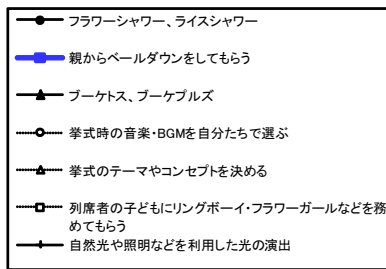 フラワーシャワー、ライスシャワー
親からベールダウンをしてもらう
ブーケトス、ブーケプルズ
挙式時の音楽・BGMを自分たちで選ぶ
挙式のテーマやコンセプトを決める
列席者の子どもにリングボーイ・フラワーガールなどを務
めてもらう
自然光や照明などを利用した光の演出